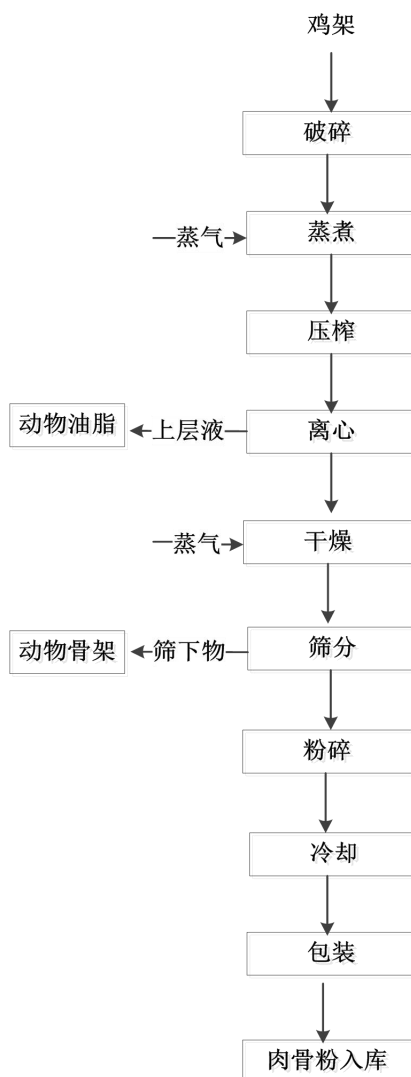 鸡架
破碎
蒸气
蒸煮
压榨
动物油脂
上层液
离心
蒸气
干燥
动物骨架
筛下物
筛分
粉碎
冷却
包装
肉骨粉入库